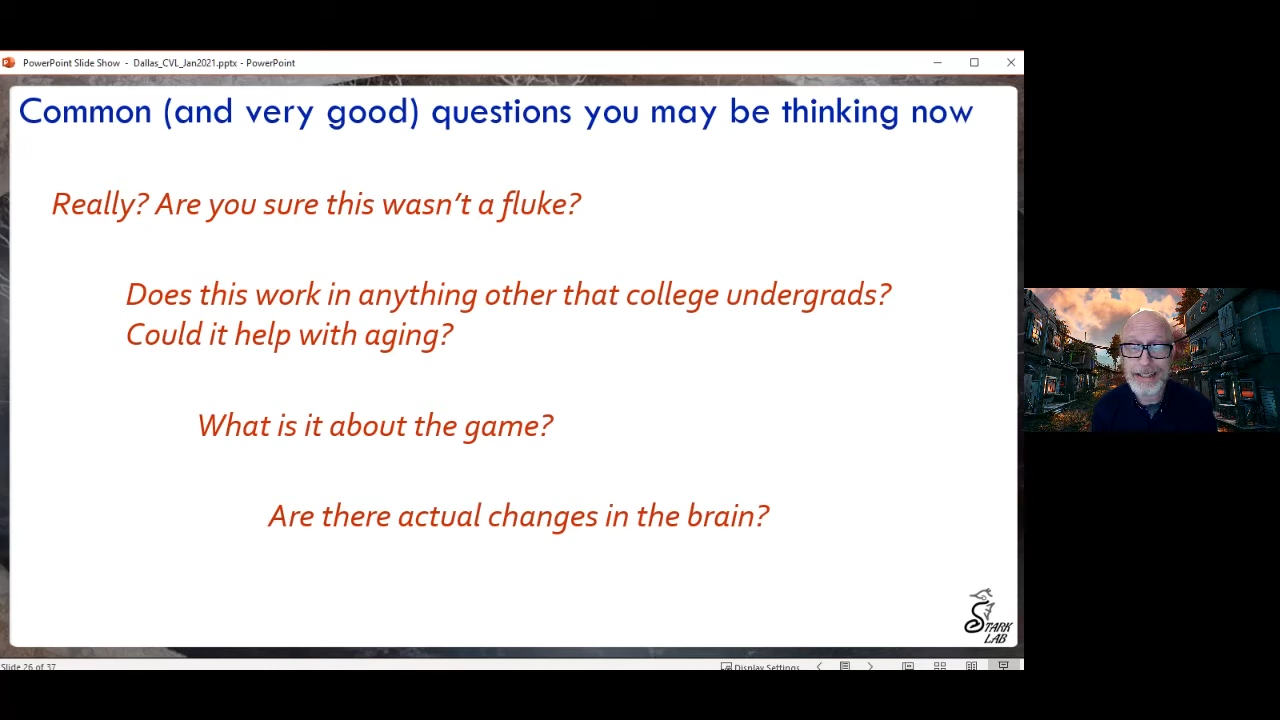 PowerPoint Slide Show - Dallas_CVL_Jan2021.pptx - PowerPoint
Common (and very good) questions you may be thinking now
Really? Are you sure this wasn't a fluke?
Does this work in anything other that college undergrads?
Could it help with aging?
What is it about the game?
Are there actual changes in the brain?
STARK
LAB
Slide 26 of 37
Display Settings